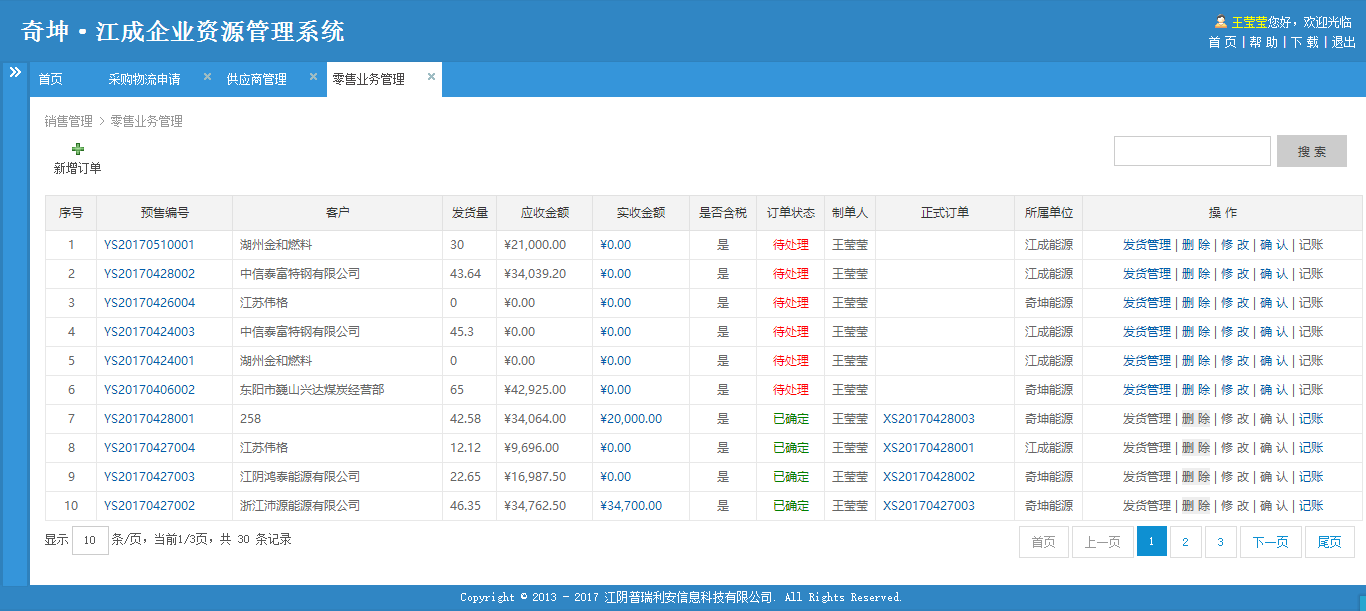 奇坤·江成企业资源管理系统
王莹莹您好，欢迎光临
首 页 | 帮 助 | 下 载 | 退出
首页 采购物流申请 × 供应商管理 × 零售业务管理 ×
销售管理 > 零售业务管理
新增订单
搜 索
序号 预售编号 客户 发货量 应收金额 实收金额 是否含税 订单状态 制单人 正式订单 所属单位 操 作
1 YS20170510001 湖州金和燃料 30 ¥21,000.00 ¥0.00 是 待处理 王莹莹 江成能源 发货管理 | 删 除 | 修 改 | 确 认 | 记账
2 YS20170428002 中信泰富特钢有限公司 43.64 ¥34,039.20 ¥0.00 是 待处理 王莹莹 江成能源 发货管理 | 删 除 | 修 改 | 确 认 | 记账
3 YS20170426004 江苏伟格 0 ¥0.00 ¥0.00 是 待处理 王莹莹 奇坤能源 发货管理 | 删 除 | 修 改 | 确 认 | 记账
4 YS20170424003 中信泰富特钢有限公司 45.3 ¥0.00 ¥0.00 是 待处理 王莹莹 江成能源 发货管理 | 删 除 | 修 改 | 确 认 | 记账
5 YS20170424001 湖州金和燃料 0 ¥0.00 ¥0.00 是 待处理 王莹莹 江成能源 发货管理 | 删 除 | 修 改 | 确 认 | 记账
6 YS20170406002 东阳市巍山兴达煤炭经营部 65 ¥42,925.00 ¥0.00 是 待处理 王莹莹 奇坤能源 发货管理 | 删 除 | 修 改 | 确 认 | 记账
7 YS20170428001 258 42.58 ¥34,064.00 ¥20,000.00 是 已确定 王莹莹 XS20170428003 奇坤能源 发货管理 | 删 除 | 修 改 | 确 认 | 记账
8 YS20170427004 江苏伟格 12.12 ¥9,696.00 ¥0.00 是 已确定 王莹莹 XS20170428001 江成能源 发货管理 | 删 除 | 修 改 | 确 认 | 记账
9 YS20170427003 江阴鸿泰能源有限公司 22.65 ¥16,987.50 ¥0.00 是 已确定 王莹莹 XS20170428002 奇坤能源 发货管理 | 删 除 | 修 改 | 确 认 | 记账
10 YS20170427002 浙江沛源能源有限公司 46.35 ¥34,762.50 ¥34,700.00 是 已确定 王莹莹 XS20170427003 奇坤能源 发货管理 | 删 除 | 修 改 | 确 认 | 记账
显示 10 条/页，当前1/3页，共 30 条记录
首页 上一页 1 2 3 下一页 尾页
Copyright © 2013 - 2017 江阴普瑞利安信息科技有限公司. All Rights Reserved.